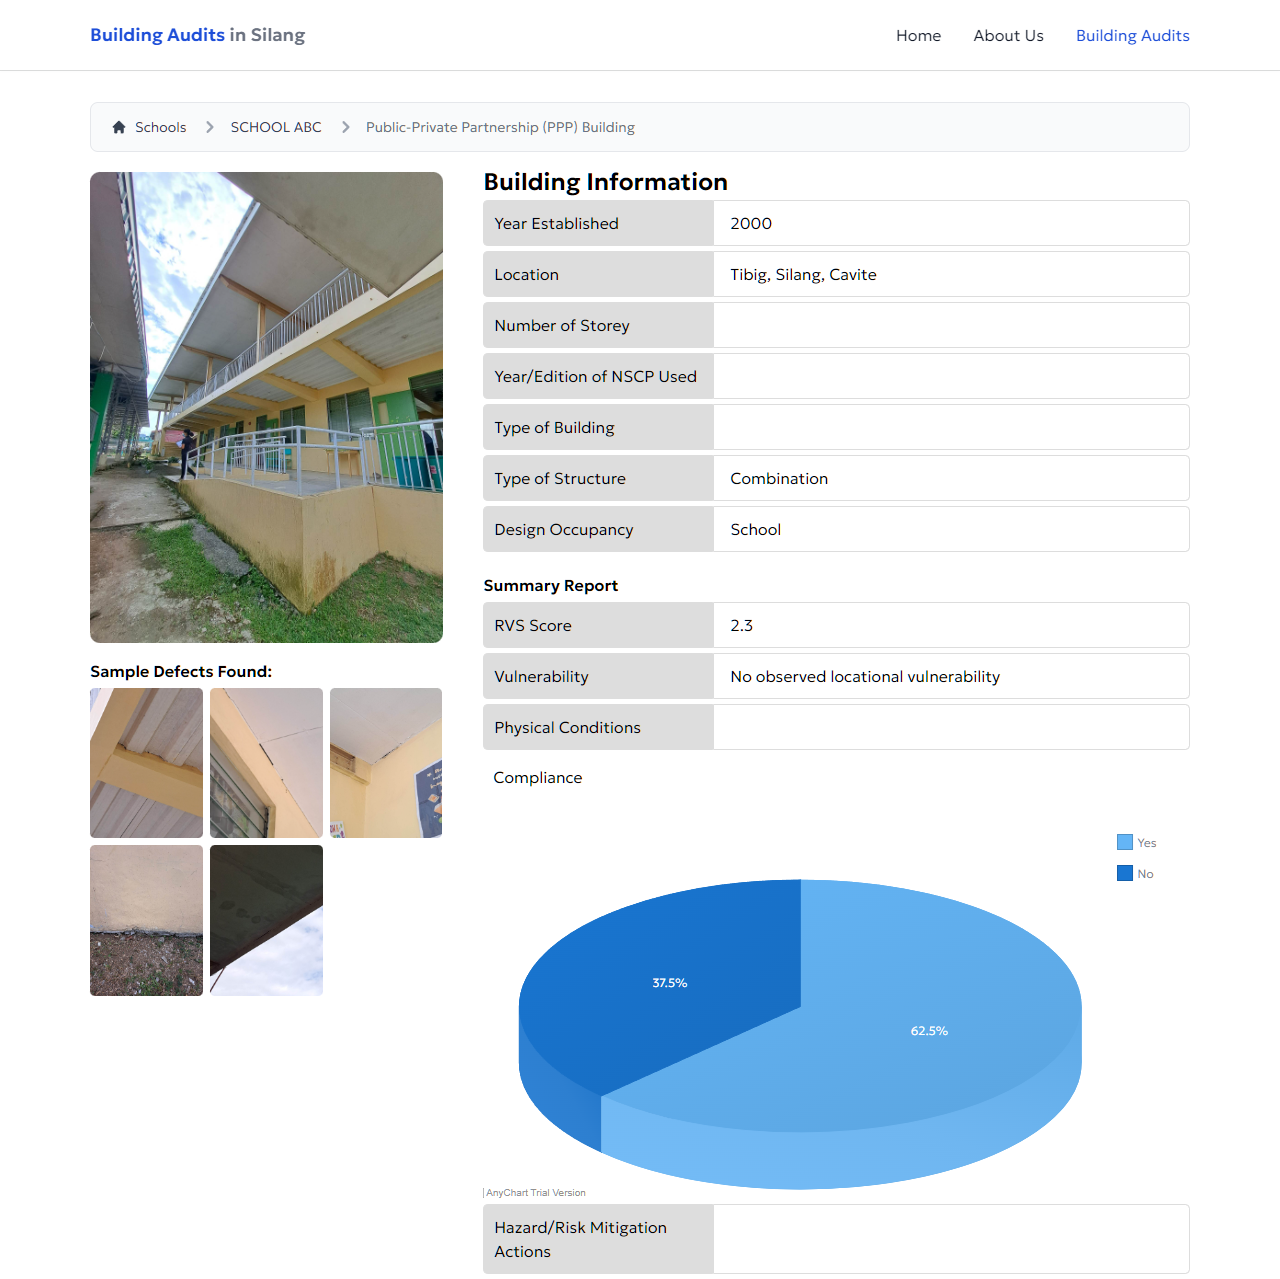 Building Audits in Silang
Home
About Us
Building Audits
Schools
SCHOOL ABC
Public-Private Partnership (PPP) Building
Building Information
Year Established
2000
Location
Tibig, Silang, Cavite
Number of Storey
Year/Edition of NSCP Used
Type of Building
Type of Structure
Combination
Design Occupancy
School
Summary Report
RVS Score
2.3
Vulnerability
No observed locational vulnerability
Physical Conditions
Compliance
Yes
No
37.5%
62.5%
AnyChart Trial Version
Hazard/Risk Mitigation
Actions
Sample Defects Found: